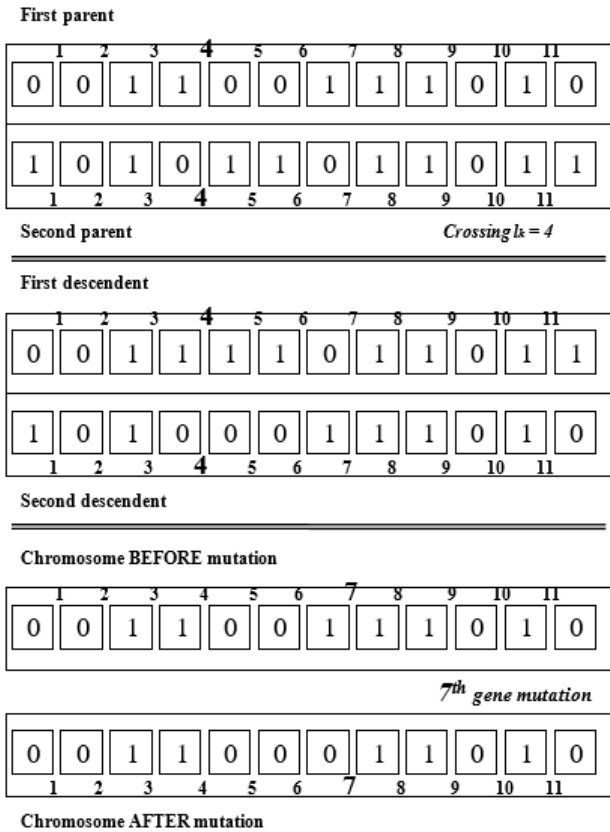 First parent
1 2 3 4 5 6 7 8 9 10 11
0 0 1 1 0 0 1 1 1 0 1 0
1 0 1 0 1 1 0 1 1 0 1 1
1 2 3 4 5 6 7 8 9 10 11
Second parent Crossing lk = 4
First descendent
1 2 3 4 5 6 7 8 9 10 11
0 0 1 1 1 1 0 1 1 0 1 1
1 0 1 0 0 0 1 1 1 0 1 0
1 2 3 4 5 6 7 8 9 10 11
Second descendent
Chromosome BEFORE mutation
1 2 3 4 5 6 7 8 9 10 11
0 0 1 1 0 0 1 1 1 0 1 0
7th gene mutation
0 0 1 1 0 0 0 1 1 0 1 0
1 2 3 4 5 6 7 8 9 10 11
Chromosome AFTER mutation